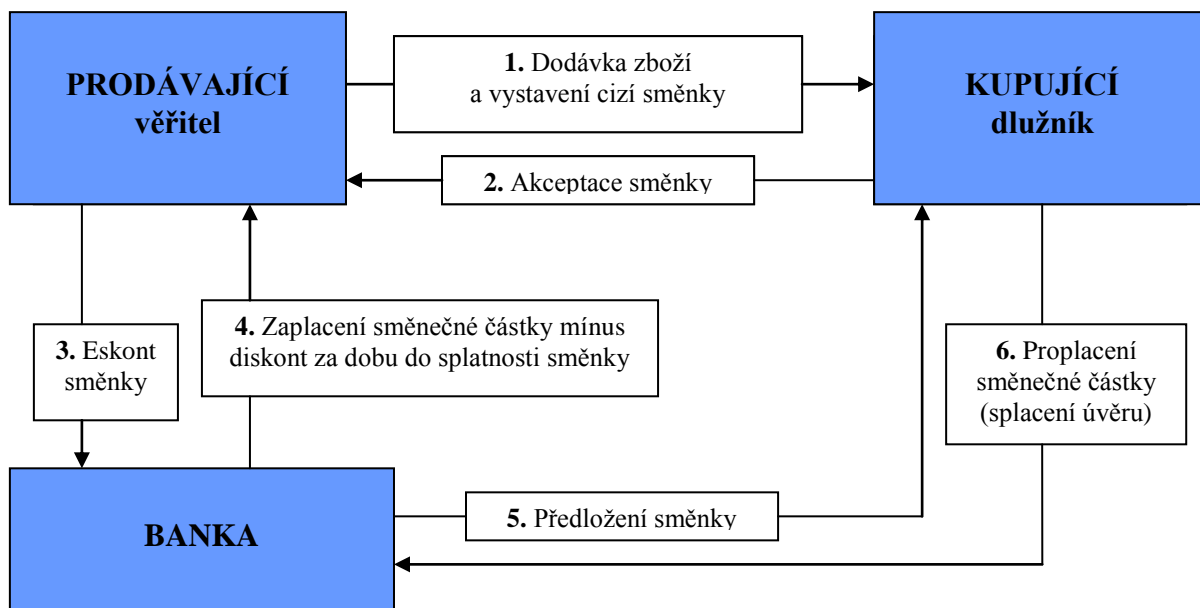 PRODÁVAJÍCÍ
věřitel
1. Dodávka zboží
a vystavení cizí směnky
KUPUJÍCÍ
dlužník
2. Akceptace směnky
3. Eskont
směnky
4. Zaplacení směnečné částky mínus
diskont za dobu do splatnosti směnky
6. Proplacení
směnečné částky
(splacení úvěru)
BANKA
5. Předložení směnky